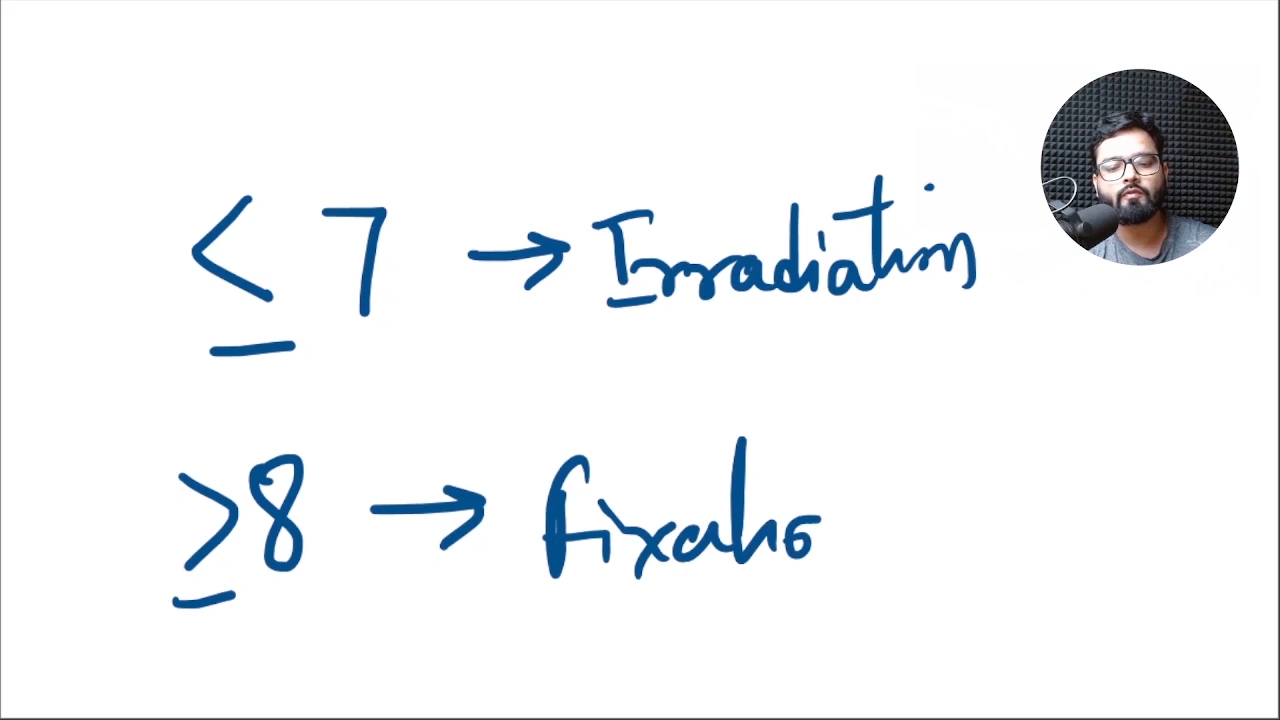 ≤ 7 → Irradiation
≥ 8 → fixatio